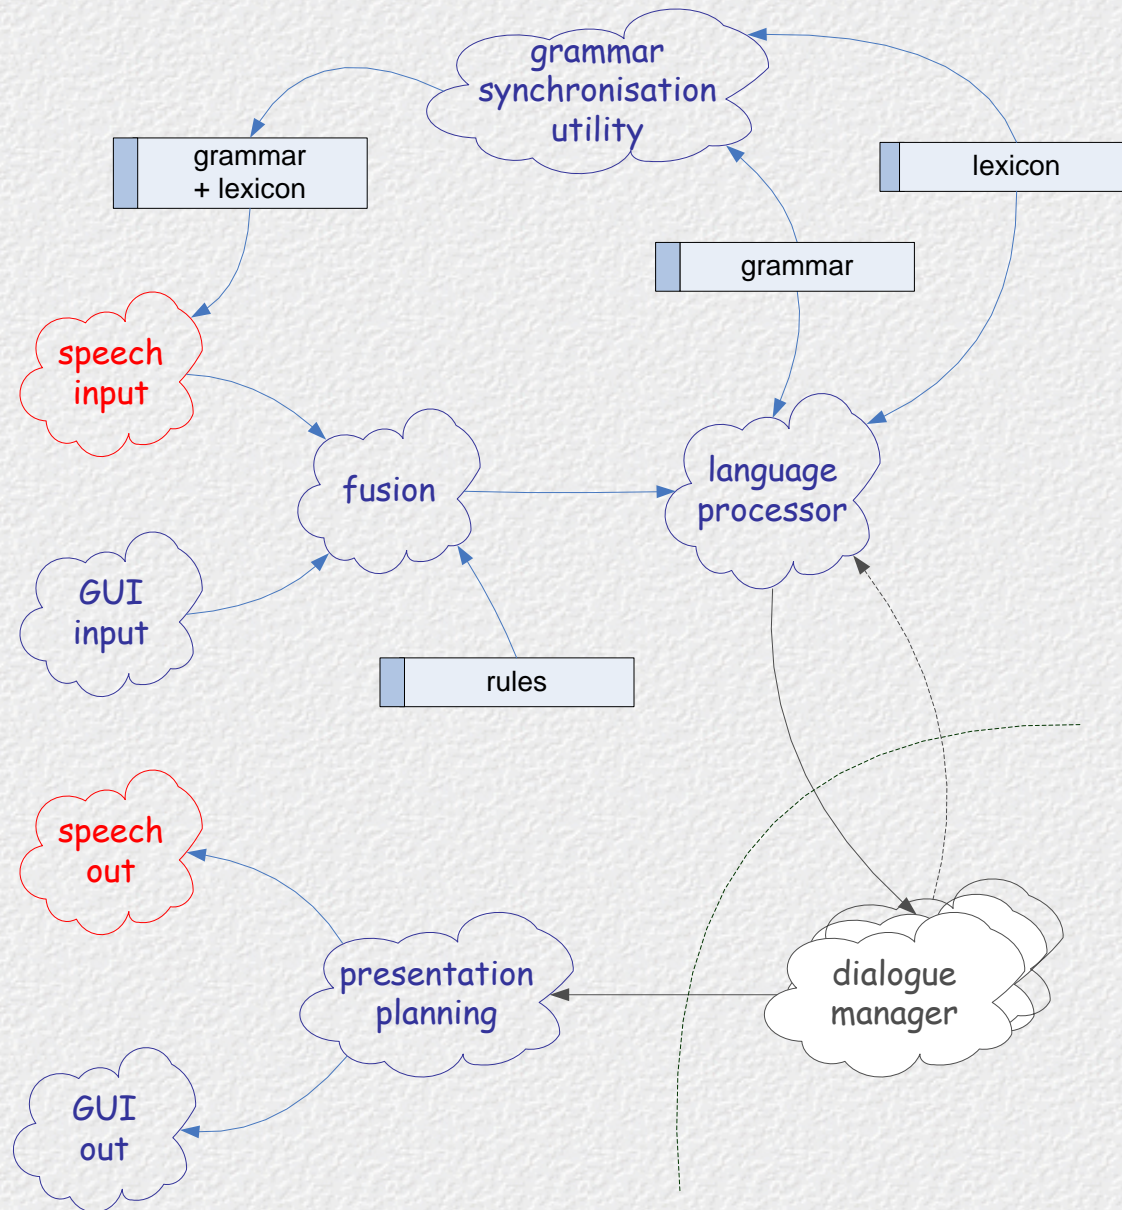 grammar
synchronisation
utility
grammar
+ lexicon
lexicon
grammar
speech
input
fusion
language
processor
GUI
input
rules
speech
out
presentation
planning
dialogue
manager
GUI
out